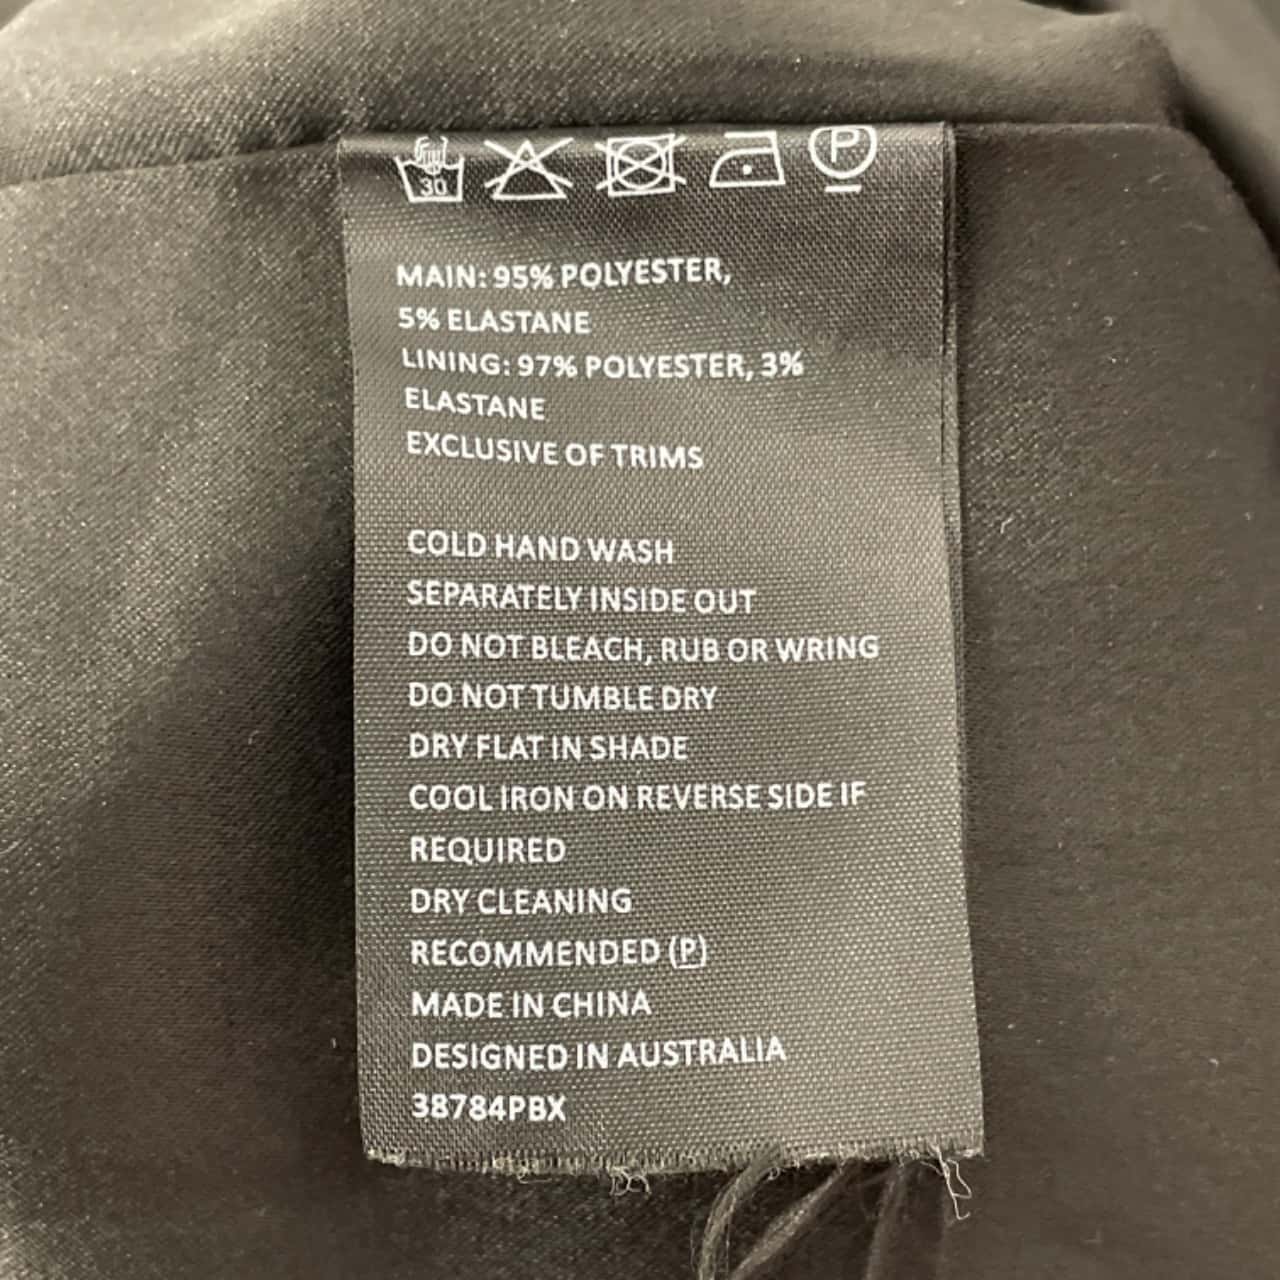 30 P
MAIN: 95% POLYESTER,
5% ELASTANE
LINING: 97% POLYESTER, 3%
ELASTANE
EXCLUSIVE OF TRIMS
COLD HAND WASH
SEPARATELY INSIDE OUT
DO NOT BLEACH, RUB OR WRING
DO NOT TUMBLE DRY
DRY FLAT IN SHADE
COOL IRON ON REVERSE SIDE IF
REQUIRED
DRY CLEANING
RECOMMENDED (P)
MADE IN CHINA
DESIGNED IN AUSTRALIA
38784PBX